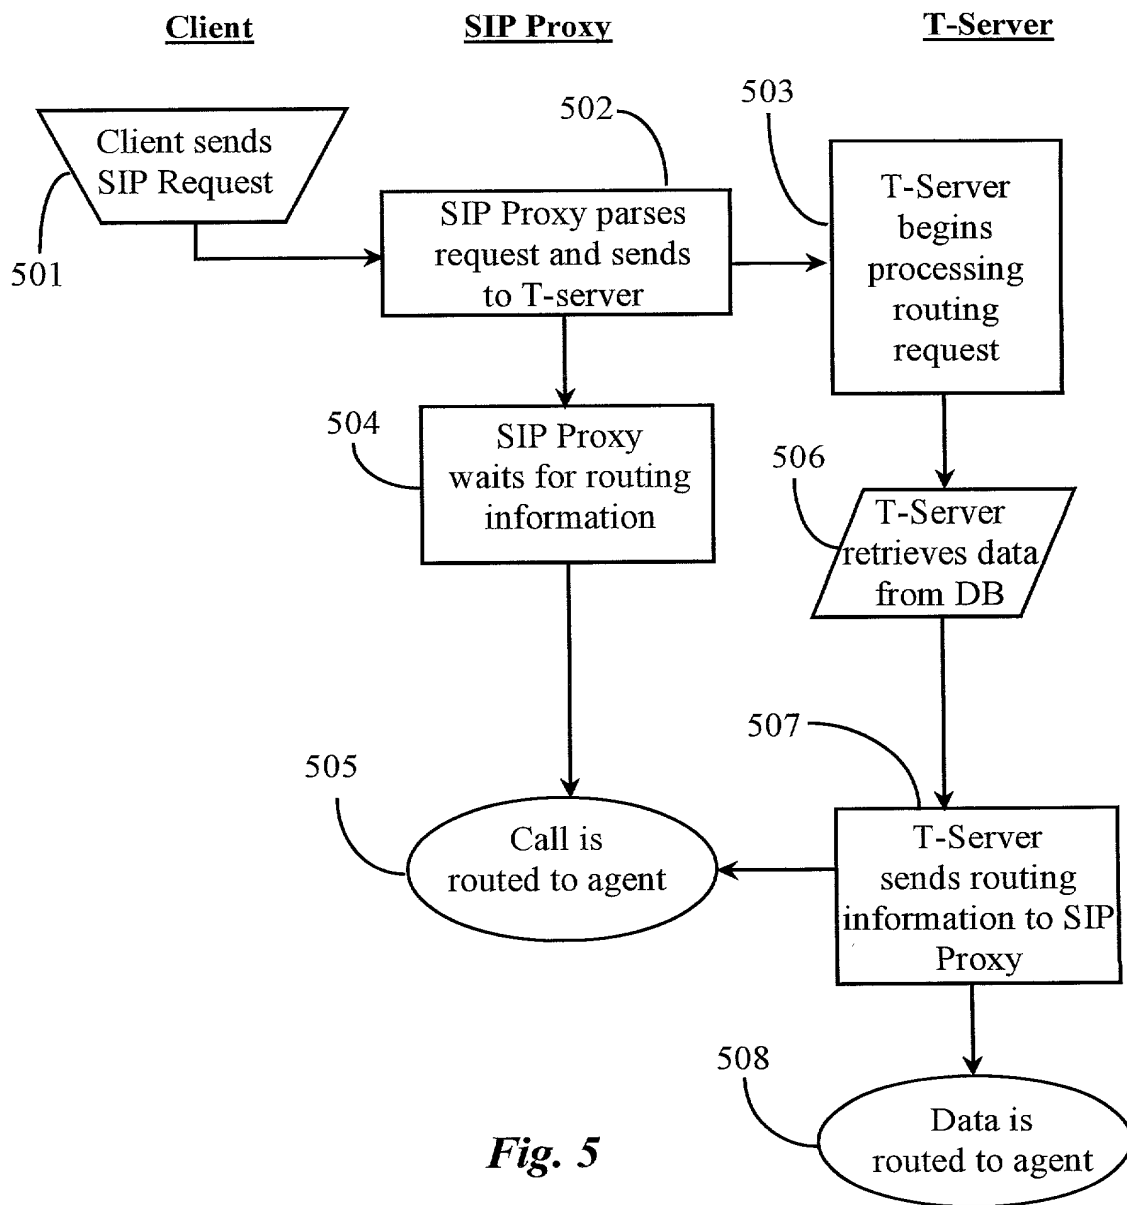 Client
SIP Proxy
T-Server
501
Client sends
SIP Request
502
SIP Proxy parses
request and sends
to T-server
503
T-Server
begins
processing
routing
request
504
SIP Proxy
waits for routing
information
506
T-Server
retrieves data
from DB
505
Call is
routed to agent
507
T-Server
sends routing
information to SIP
Proxy
508
Data is
routed to agent
Fig. 5